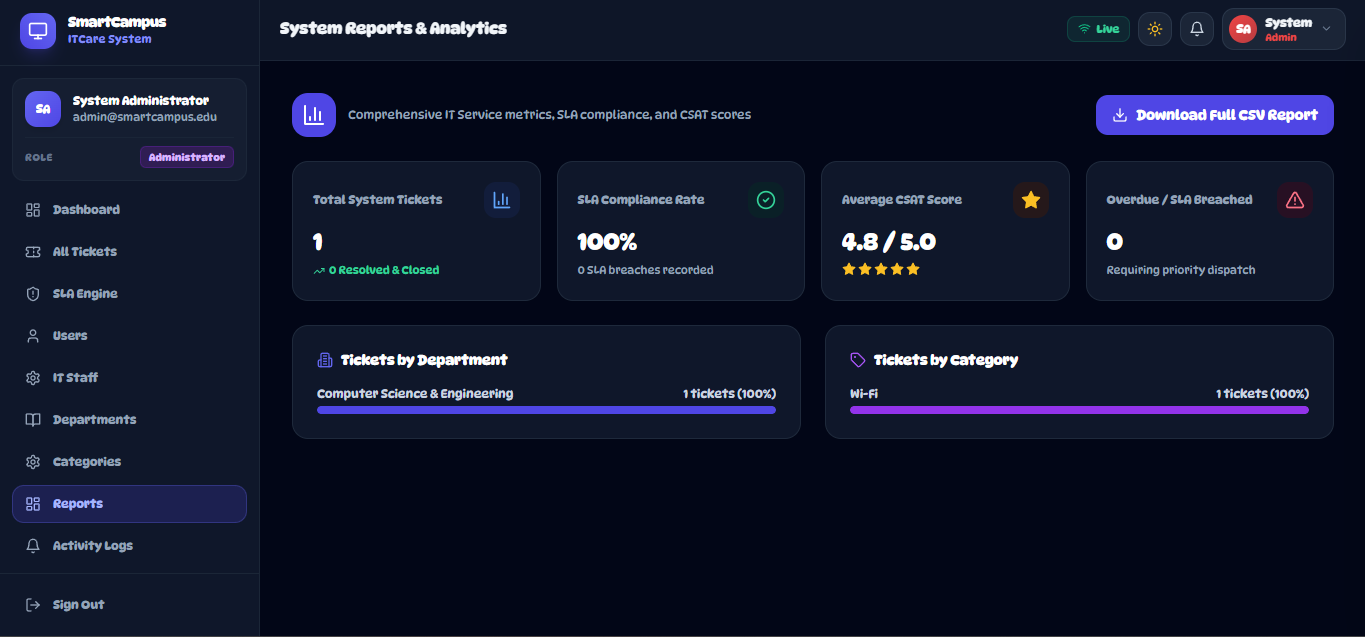 SmartCampus
ITCare System
System Reports & Analytics
Live
SA
System
Admin
SA
System Administrator
admin@smartcampus.edu
ROLE
Administrator
Dashboard
All Tickets
SLA Engine
Users
IT Staff
Departments
Categories
Reports
Activity Logs
Sign Out
Comprehensive IT Service metrics, SLA compliance, and CSAT scores
Download Full CSV Report
Total System Tickets
1
0 Resolved & Closed
SLA Compliance Rate
100%
0 SLA breaches recorded
Average CSAT Score
4.8 / 5.0
Overdue / SLA Breached
0
Requiring priority dispatch
Tickets by Department
Computer Science & Engineering
1 tickets (100%)
Tickets by Category
Wi-Fi
1 tickets (100%)